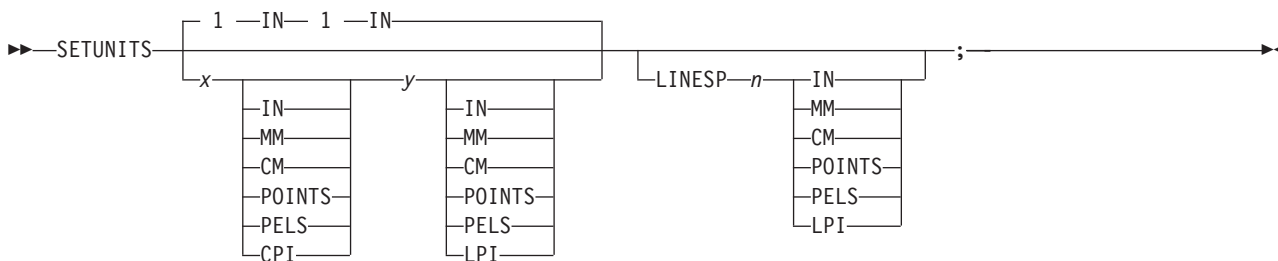 1 IN 1 IN
SETUNITS ;
x y LINESP n IN
IN IN MM
MM MM CM
CM CM POINTS
POINTS POINTS PELS
PELS PELS LPI
CPI LPI